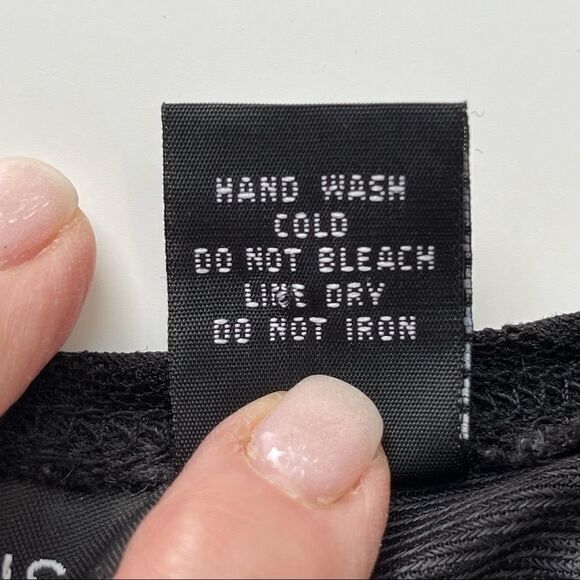 HAND WASH
COLD
DO NOT BLEACH
LINE DRY
DO NOT IRON